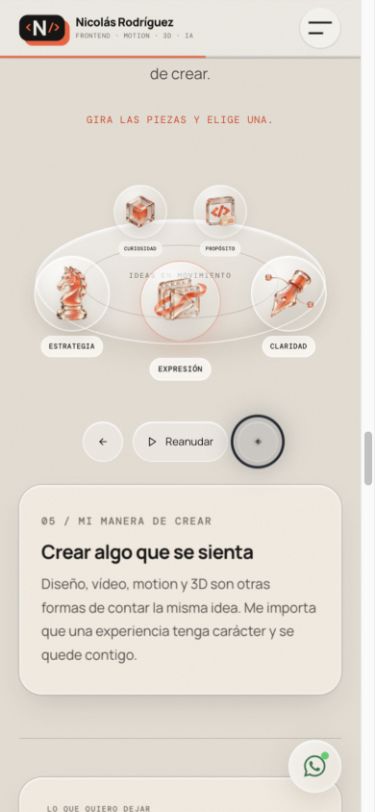 <N/>
Nicolás Rodríguez
FRONTEND · MOTION · 3D · IA
de crear.
GIRA LAS PIEZAS Y ELIGE UNA.
CURIOSIDAD
PROPÓSITO
IDEAS EN MOVIMIENTO
ESTRATEGIA
CLARIDAD
EXPRESIÓN
Reanudar
05 / MI MANERA DE CREAR
Crear algo que se sienta
Diseño, vídeo, motion y 3D son otras
formas de contar la misma idea. Me importa
que una experiencia tenga carácter y se
quede contigo.
LO QUE QUIERO DEJAR